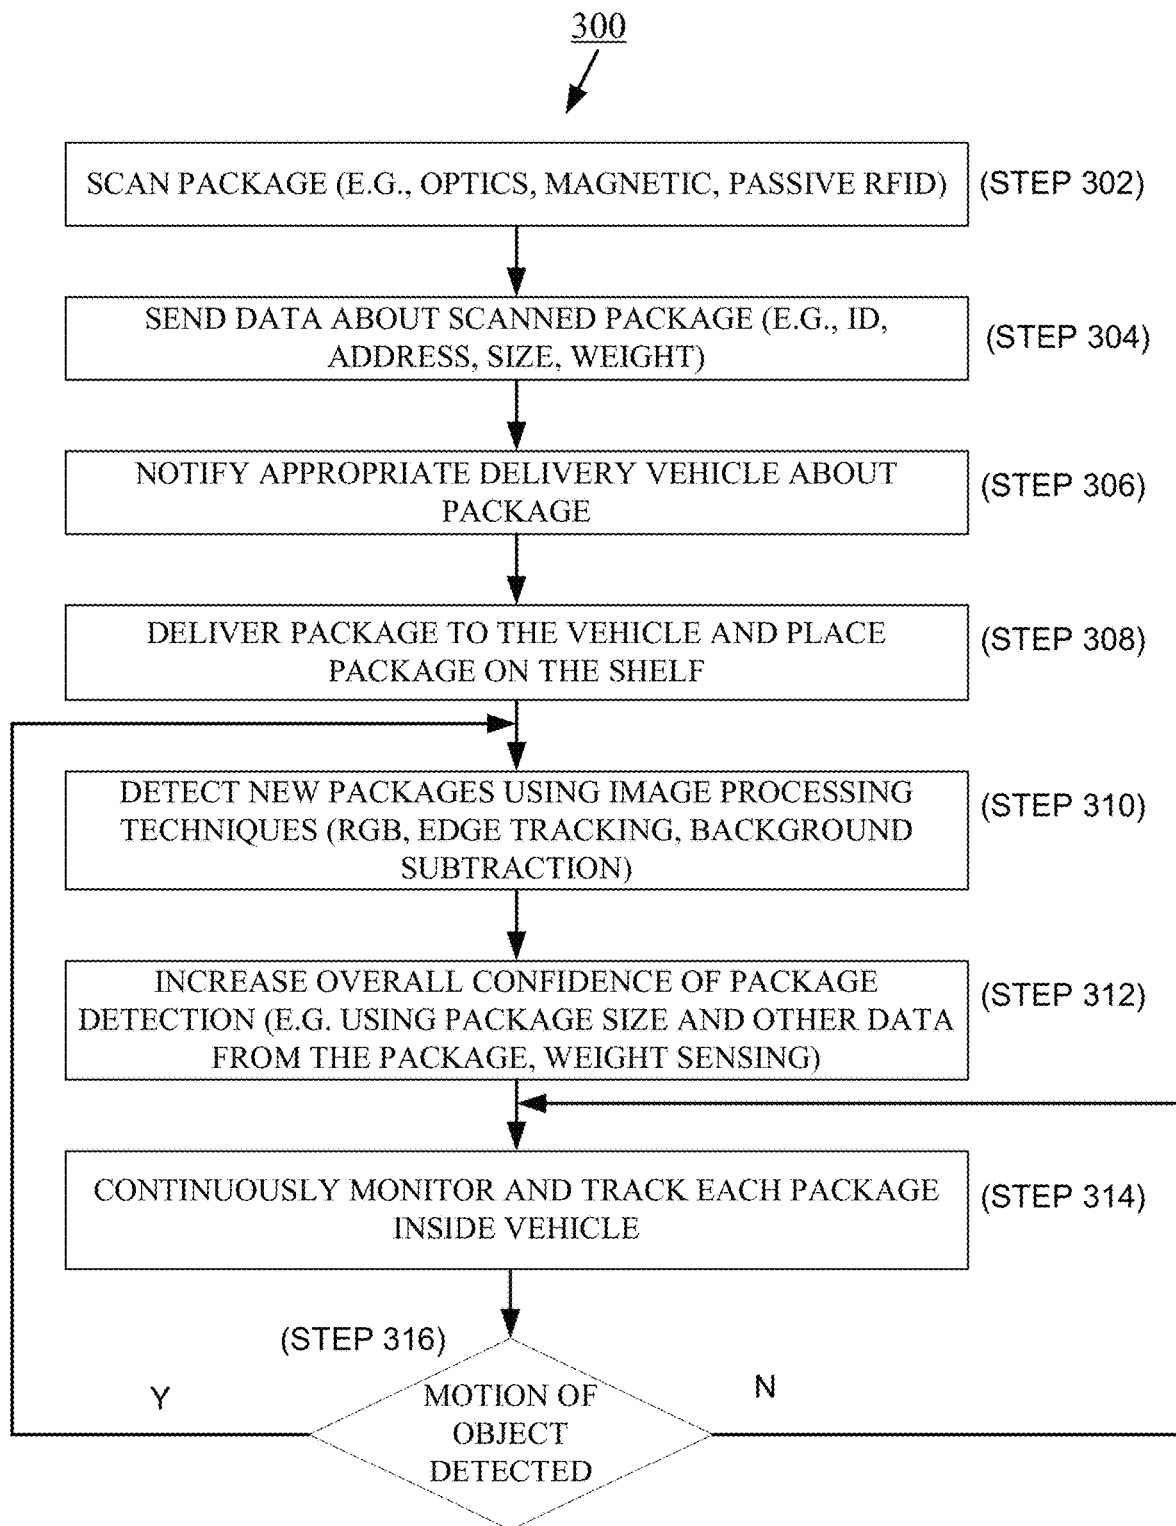 300
SCAN PACKAGE (E.G., OPTICS, MAGNETIC, PASSIVE RFID)
(STEP 302)
SEND DATA ABOUT SCANNED PACKAGE (E.G., ID,
ADDRESS, SIZE, WEIGHT)
(STEP 304)
NOTIFY APPROPRIATE DELIVERY VEHICLE ABOUT
PACKAGE
(STEP 306)
DELIVER PACKAGE TO THE VEHICLE AND PLACE
PACKAGE ON THE SHELF
(STEP 308)
DETECT NEW PACKAGES USING IMAGE PROCESSING
TECHNIQUES (RGB, EDGE TRACKING, BACKGROUND
SUBTRACTION)
(STEP 310)
INCREASE OVERALL CONFIDENCE OF PACKAGE
DETECTION (E.G. USING PACKAGE SIZE AND OTHER DATA
FROM THE PACKAGE, WEIGHT SENSING)
(STEP 312)
CONTINUOUSLY MONITOR AND TRACK EACH PACKAGE
INSIDE VEHICLE
(STEP 314)
(STEP 316)
Y
MOTION OF
OBJECT
DETECTED
N